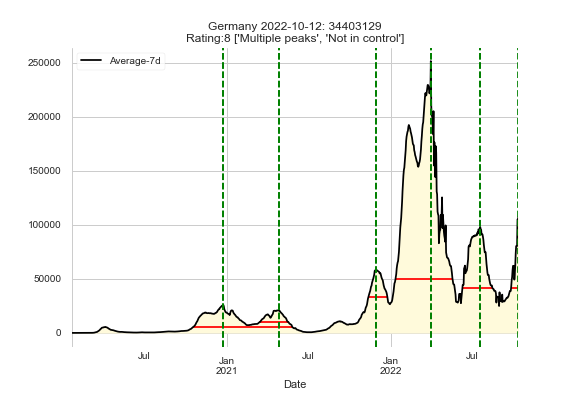 Germany 2022-10-12: 34403129
Rating:8 ['Multiple peaks', 'Not in control']
Average-7d
250000
200000
150000
100000
50000
0
Jul
Jan
2021
Jul
Jan
2022
Jul
Date